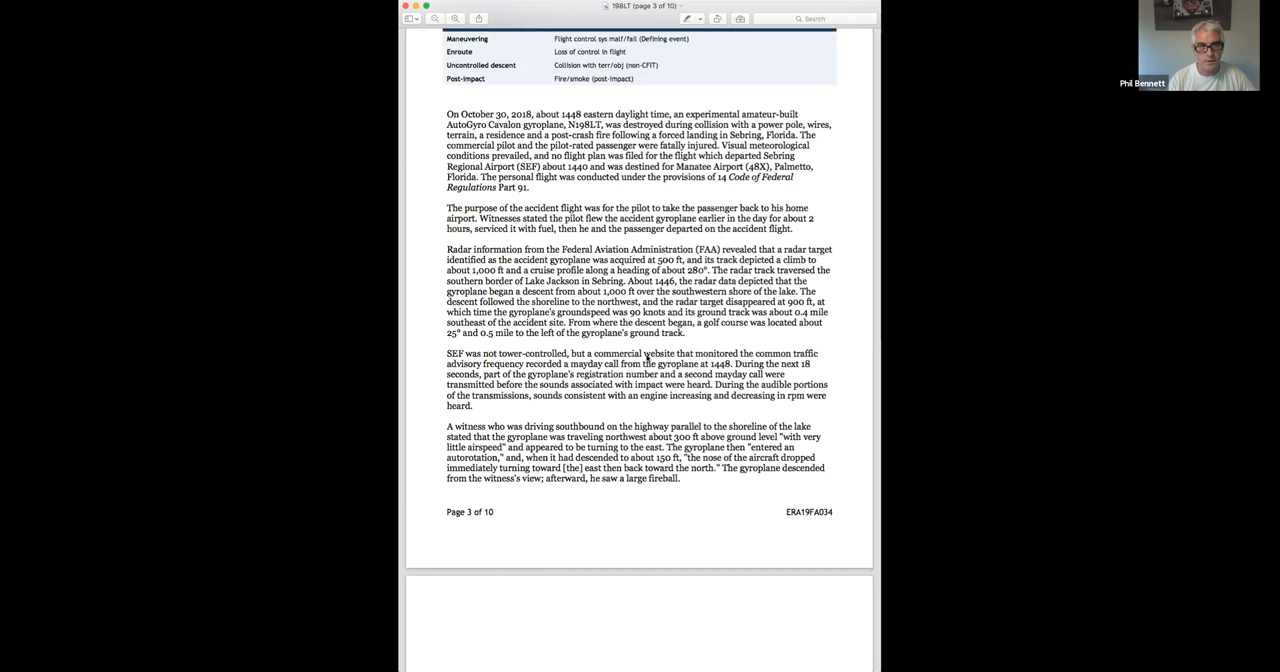 198LT (page 3 of 10)
Search
Phil Bennett
Maneuvering Flight control sys malf/fail (Defining event)
Enroute Loss of control in flight
Uncontrolled descent Collision with terr/obj (non-CFIT)
Post-impact Fire/smoke (post-impact)
On October 30, 2018, about 1448 eastern daylight time, an experimental amateur-built
AutoGyro Cavalon gyroplane, N198LT, was destroyed during collision with a power pole, wires,
terrain, a residence and a post-crash fire following a forced landing in Sebring, Florida. The
commercial pilot and the pilot-rated passenger were fatally injured. Visual meteorological
conditions prevailed, and no flight plan was filed for the flight which departed Sebring
Regional Airport (SEF) about 1440 and was destined for Manatee Airport (48X), Palmetto,
Florida. The personal flight was conducted under the provisions of 14 Code of Federal
Regulations Part 91.
The purpose of the accident flight was for the pilot to take the passenger back to his home
airport. Witnesses stated the pilot flew the accident gyroplane earlier in the day for about 2
hours, serviced it with fuel, then he and the passenger departed on the accident flight.
Radar information from the Federal Aviation Administration (FAA) revealed that a radar target
identified as the accident gyroplane was acquired at 500 ft, and its track depicted a climb to
about 1,000 ft and a cruise profile along a heading of about 280°. The radar track traversed the
southern border of Lake Jackson in Sebring. About 1446, the radar data depicted that the
gyroplane began a descent from about 1,000 ft over the southwestern shore of the lake. The
descent followed the shoreline to the northwest, and the radar target disappeared at 900 ft, at
which time the gyroplane's groundspeed was 90 knots and its ground track was about 0.4 mile
southeast of the accident site. From where the descent began, a golf course was located about
25° and 0.5 mile to the left of the gyroplane's ground track.
SEF was not tower-controlled, but a commercial website that monitored the common traffic
advisory frequency recorded a mayday call from the gyroplane at 1448. During the next 18
seconds, part of the gyroplane's registration number and a second mayday call were
transmitted before the sounds associated with impact were heard. During the audible portions
of the transmissions, sounds consistent with an engine increasing and decreasing in rpm were
heard.
A witness who was driving southbound on the highway parallel to the shoreline of the lake
stated that the gyroplane was traveling northwest about 300 ft above ground level "with very
little airspeed" and appeared to be turning to the east. The gyroplane then "entered an
autorotation," and, when it had descended to about 150 ft, "the nose of the aircraft dropped
immediately turning toward [the] east then back toward the north." The gyroplane descended
from the witness's view; afterward, he saw a large fireball.
Page 3 of 10 ERA19FA034